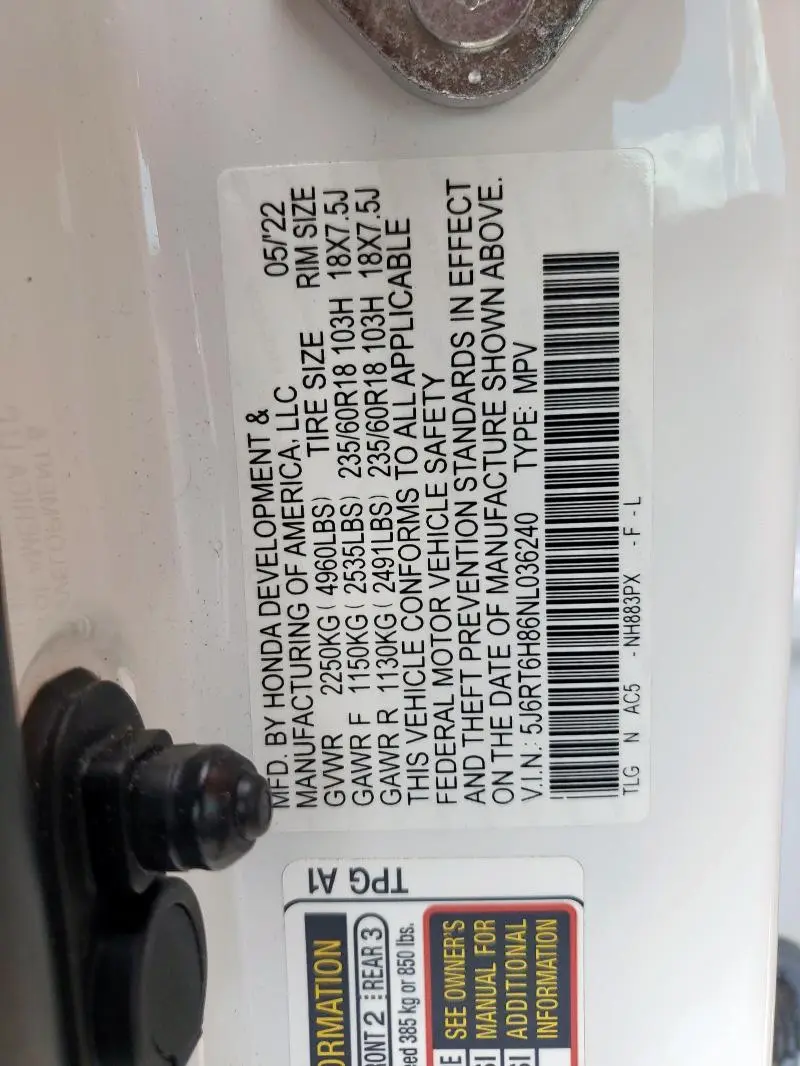 MFD. BY HONDA DEVELOPMENT &
MANUFACTURING OF AMERICA, LLC 05/'22
GVWR 2250KG ( 4960LBS) TIRE SIZE RIM SIZE
GAWR F 1150KG ( 2535LBS) 235/60R18 103H 18X7.5J
GAWR R 1130KG ( 2491LBS) 235/60R18 103H 18X7.5J
THIS VEHICLE CONFORMS TO ALL APPLICABLE
FEDERAL MOTOR VEHICLE SAFETY
AND THEFT PREVENTION STANDARDS IN EFFECT
ON THE DATE OF MANUFACTURE SHOWN ABOVE.
V.I.N.: 5J6RT6H86NL036240 TYPE: MPV
TLG N AC5 - NH883PX - F - L
TPG A1
REAR 3
385 kg or 850 lbs.
SEE OWNER'S
MANUAL FOR
ADDITIONAL
INFORMATION